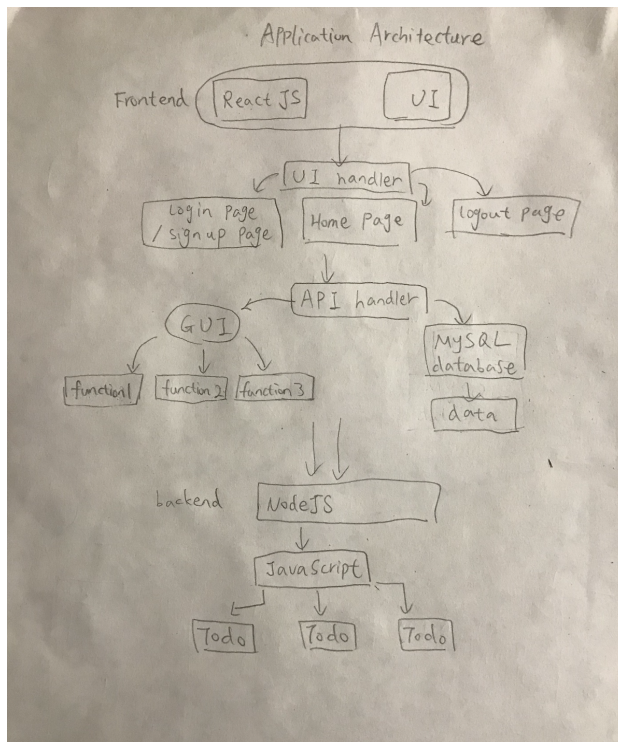 Application Architecture
Frontend
React JS
UI
UI handler
Login Page
/ sign up Page
Home Page
logout page
API handler
GUI
MySQL
database
function1
function 2
function 3
data
backend
NodeJS
JavaScript
Todo
Todo
Todo